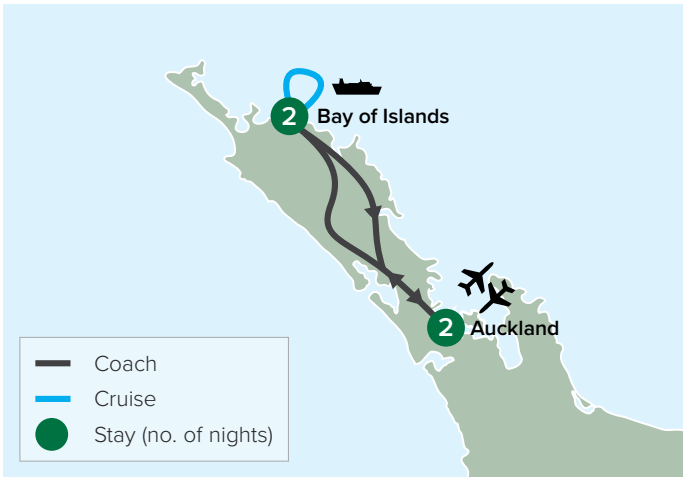 2 Bay of Islands
2 Auckland
Coach
Cruise
Stay (no. of nights)